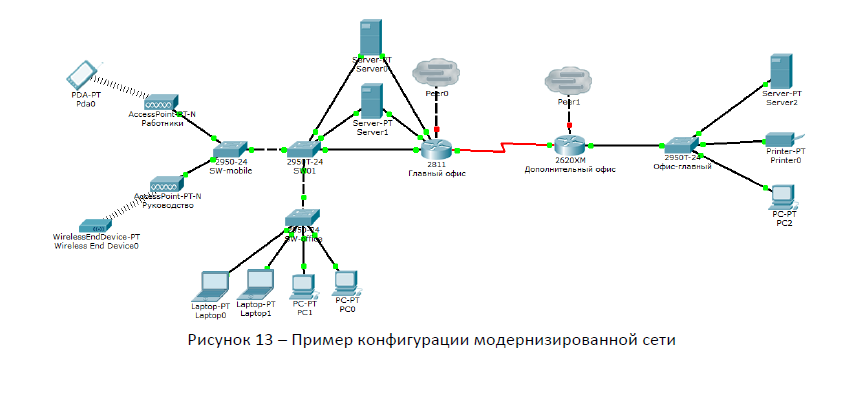 Server-PT
Server0
PDA-PT
Pda0
Peer0
Peer1
Server-PT
Server2
AccessPoint-PT-N
Работники
Server-PT
Server1
2950-24
SW-mobile
2950T-24
SW01
2811
Главный офис
2620XM
Дополнительный офис
2950T-24
Офис-главный
Printer-PT
Printer0
AccessPoint-PT-N
Руководство
PC-PT
PC2
WirelessEndDevice-PT
Wireless End Device0
2950-24
SW-office
Laptop-PT
Laptop0
Laptop-PT
Laptop1
PC-PT
PC1
PC-PT
PC0
Рисунок 13 – Пример конфигурации модернизированной сети